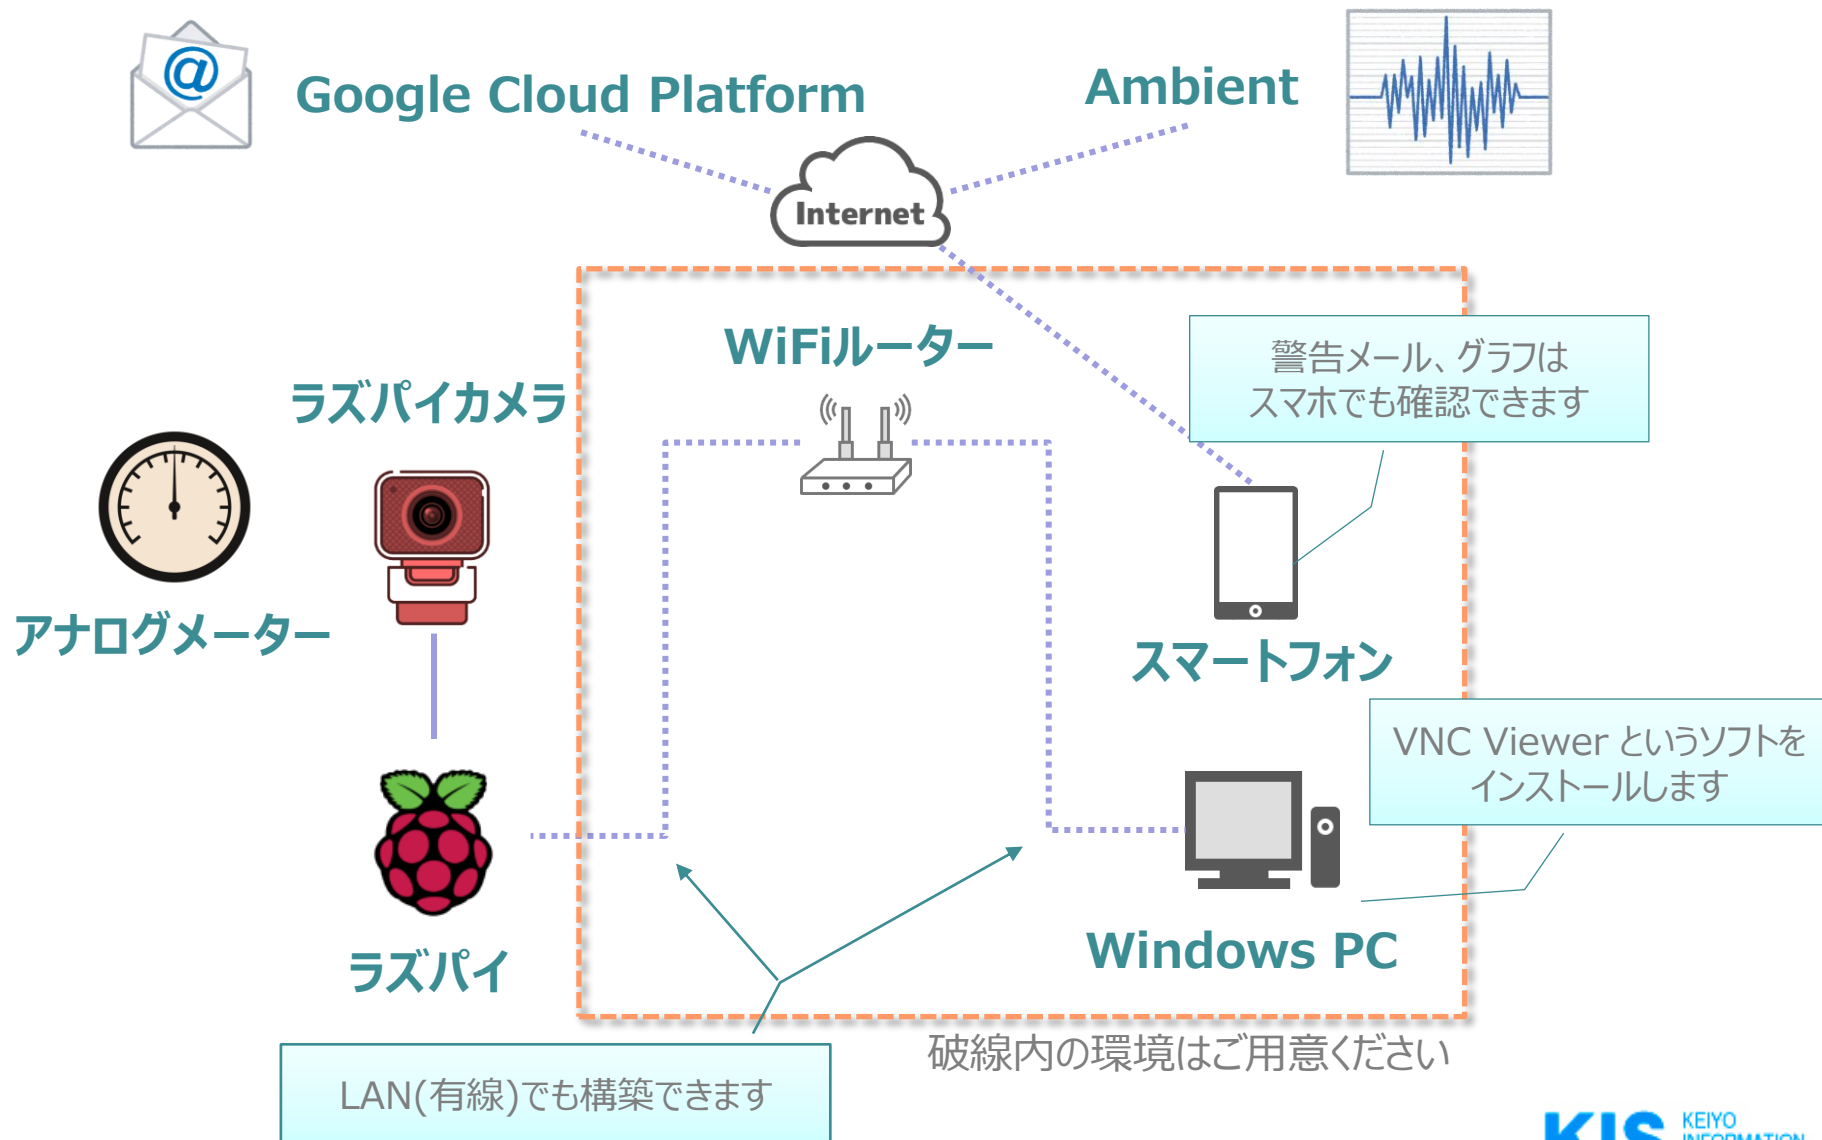 @
Google Cloud Platform
Ambient
Internet
WiFiルーター
警告メール、グラフは
スマホでも確認できます
ラズパイカメラ
アナログメーター
スマートフォン
VNC Viewer というソフトを
インストールします
ラズパイ
Windows PC
破線内の環境はご用意ください
LAN(有線)でも構築できます
KIS
KEIYO
INFORMATION